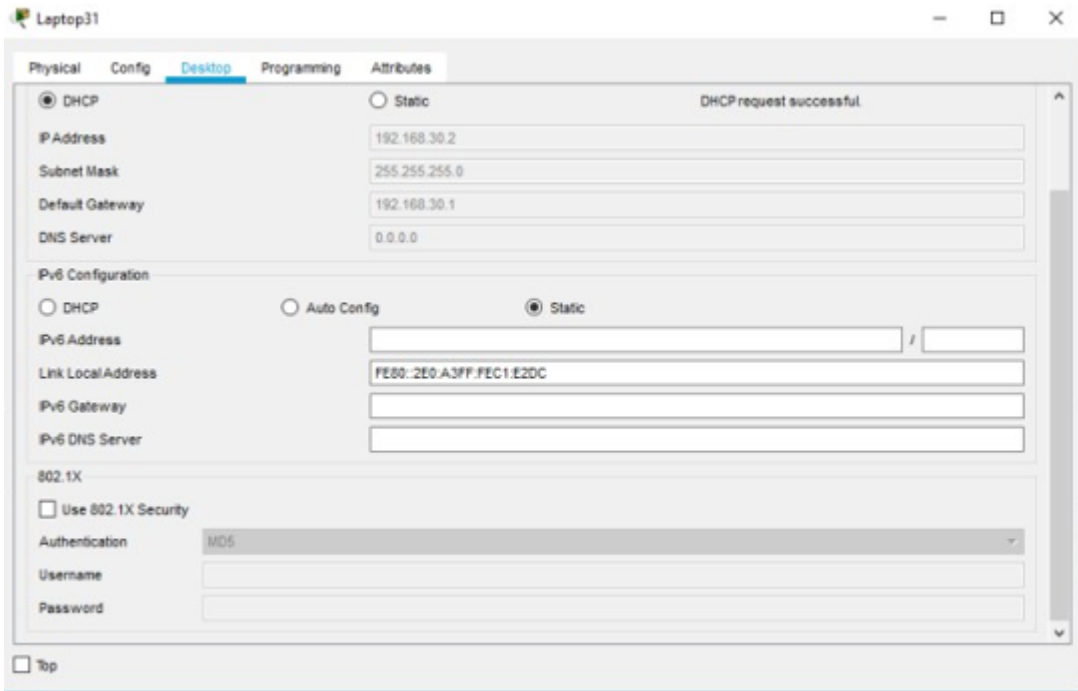 Laptop31
Physical Config Desktop Programming Attributes
DHCP Static DHCP request successful.
IP Address 192.168.30.2
Subnet Mask 255.255.255.0
Default Gateway 192.168.30.1
DNS Server 0.0.0.0
IPv6 Configuration
DHCP Auto Config Static
IPv6 Address /
Link Local Address FE80::2E0:A3FF:FEC1:E2DC
IPv6 Gateway
IPv6 DNS Server
802.1X
Use 802.1X Security
Authentication MD5
Username
Password
Top